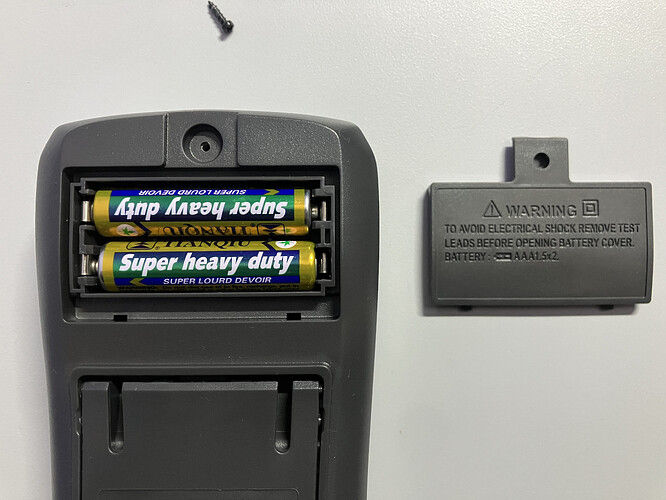 SUPER LOURD DEVOIR
Super heavy duty
TIANQIU
TIANQIU
Super heavy duty
SUPER LOURD DEVOIR
WARNING
TO AVOID ELECTRICAL SHOCK REMOVE TEST
LEADS BEFORE OPENING BATTERY COVER.
BATTERY: AAA1.5x2.